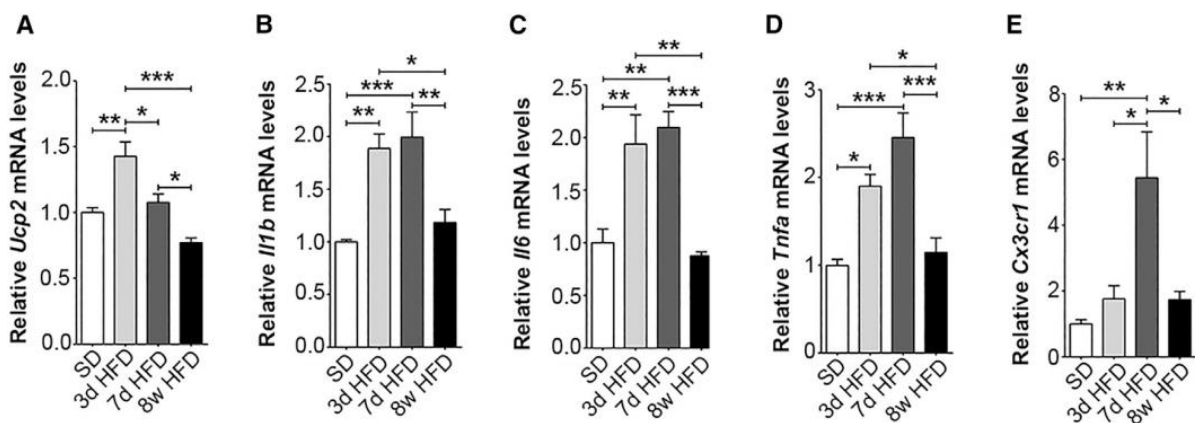 A
Relative Ucp2 mRNA levels
2.0
1.5
1.0
0.5
0.0
***
** *
*
SD
3d HFD
7d HFD
8w HFD
B
Relative Il1b mRNA levels
2.5
2.0
1.5
1.0
0.5
0.0
*
***
** **
SD
3d HFD
7d HFD
8w HFD
C
Relative Il6 mRNA levels
2.5
2.0
1.5
1.0
0.5
0.0
**
**
** ***
SD
3d HFD
7d HFD
8w HFD
D
Relative Tnfa mRNA levels
3
2
1
0
*
*** ***
*
SD
3d HFD
7d HFD
8w HFD
E
Relative Cx3cr1 mRNA levels
8
6
4
2
0
**
* *
SD
3d HFD
7d HFD
8w HFD